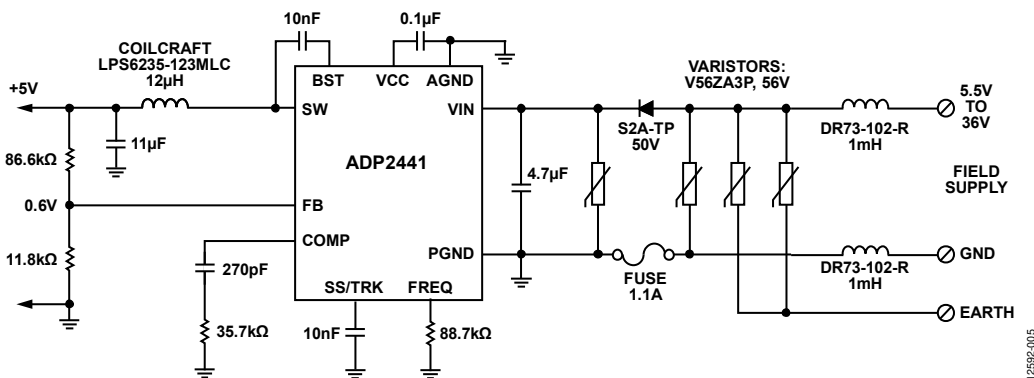 10nF
0.1µF
COILCRAFT
LPS6235-123MLC
12µH
+5V
BST
VCC
AGND
VARISTORS:
V56ZA3P, 56V
5.5V
TO
36V
SW
VIN
S2A-TP
50V
DR73-102-R
1mH
11µF
86.6kΩ
ADP2441
4.7µF
FIELD
SUPPLY
0.6V
FB
COMP
PGND
GND
11.8kΩ
270pF
FUSE
1.1A
DR73-102-R
1mH
SS/TRK
FREQ
EARTH
35.7kΩ
10nF
88.7kΩ
12592-005